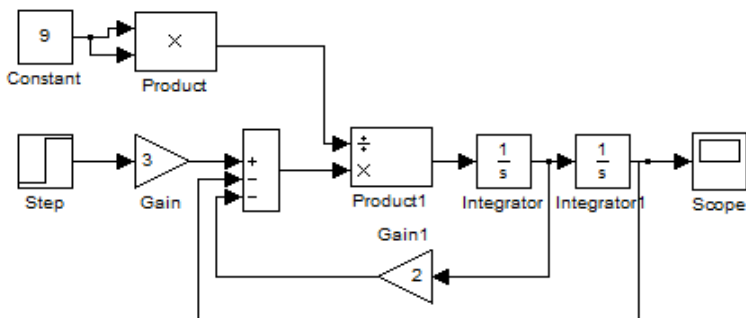 9
×
Constant
Product
3
+
−
−
÷
×
1
s
1
s
Step
Gain
Product1
Integrator
Integrator1
Scope
Gain1
2